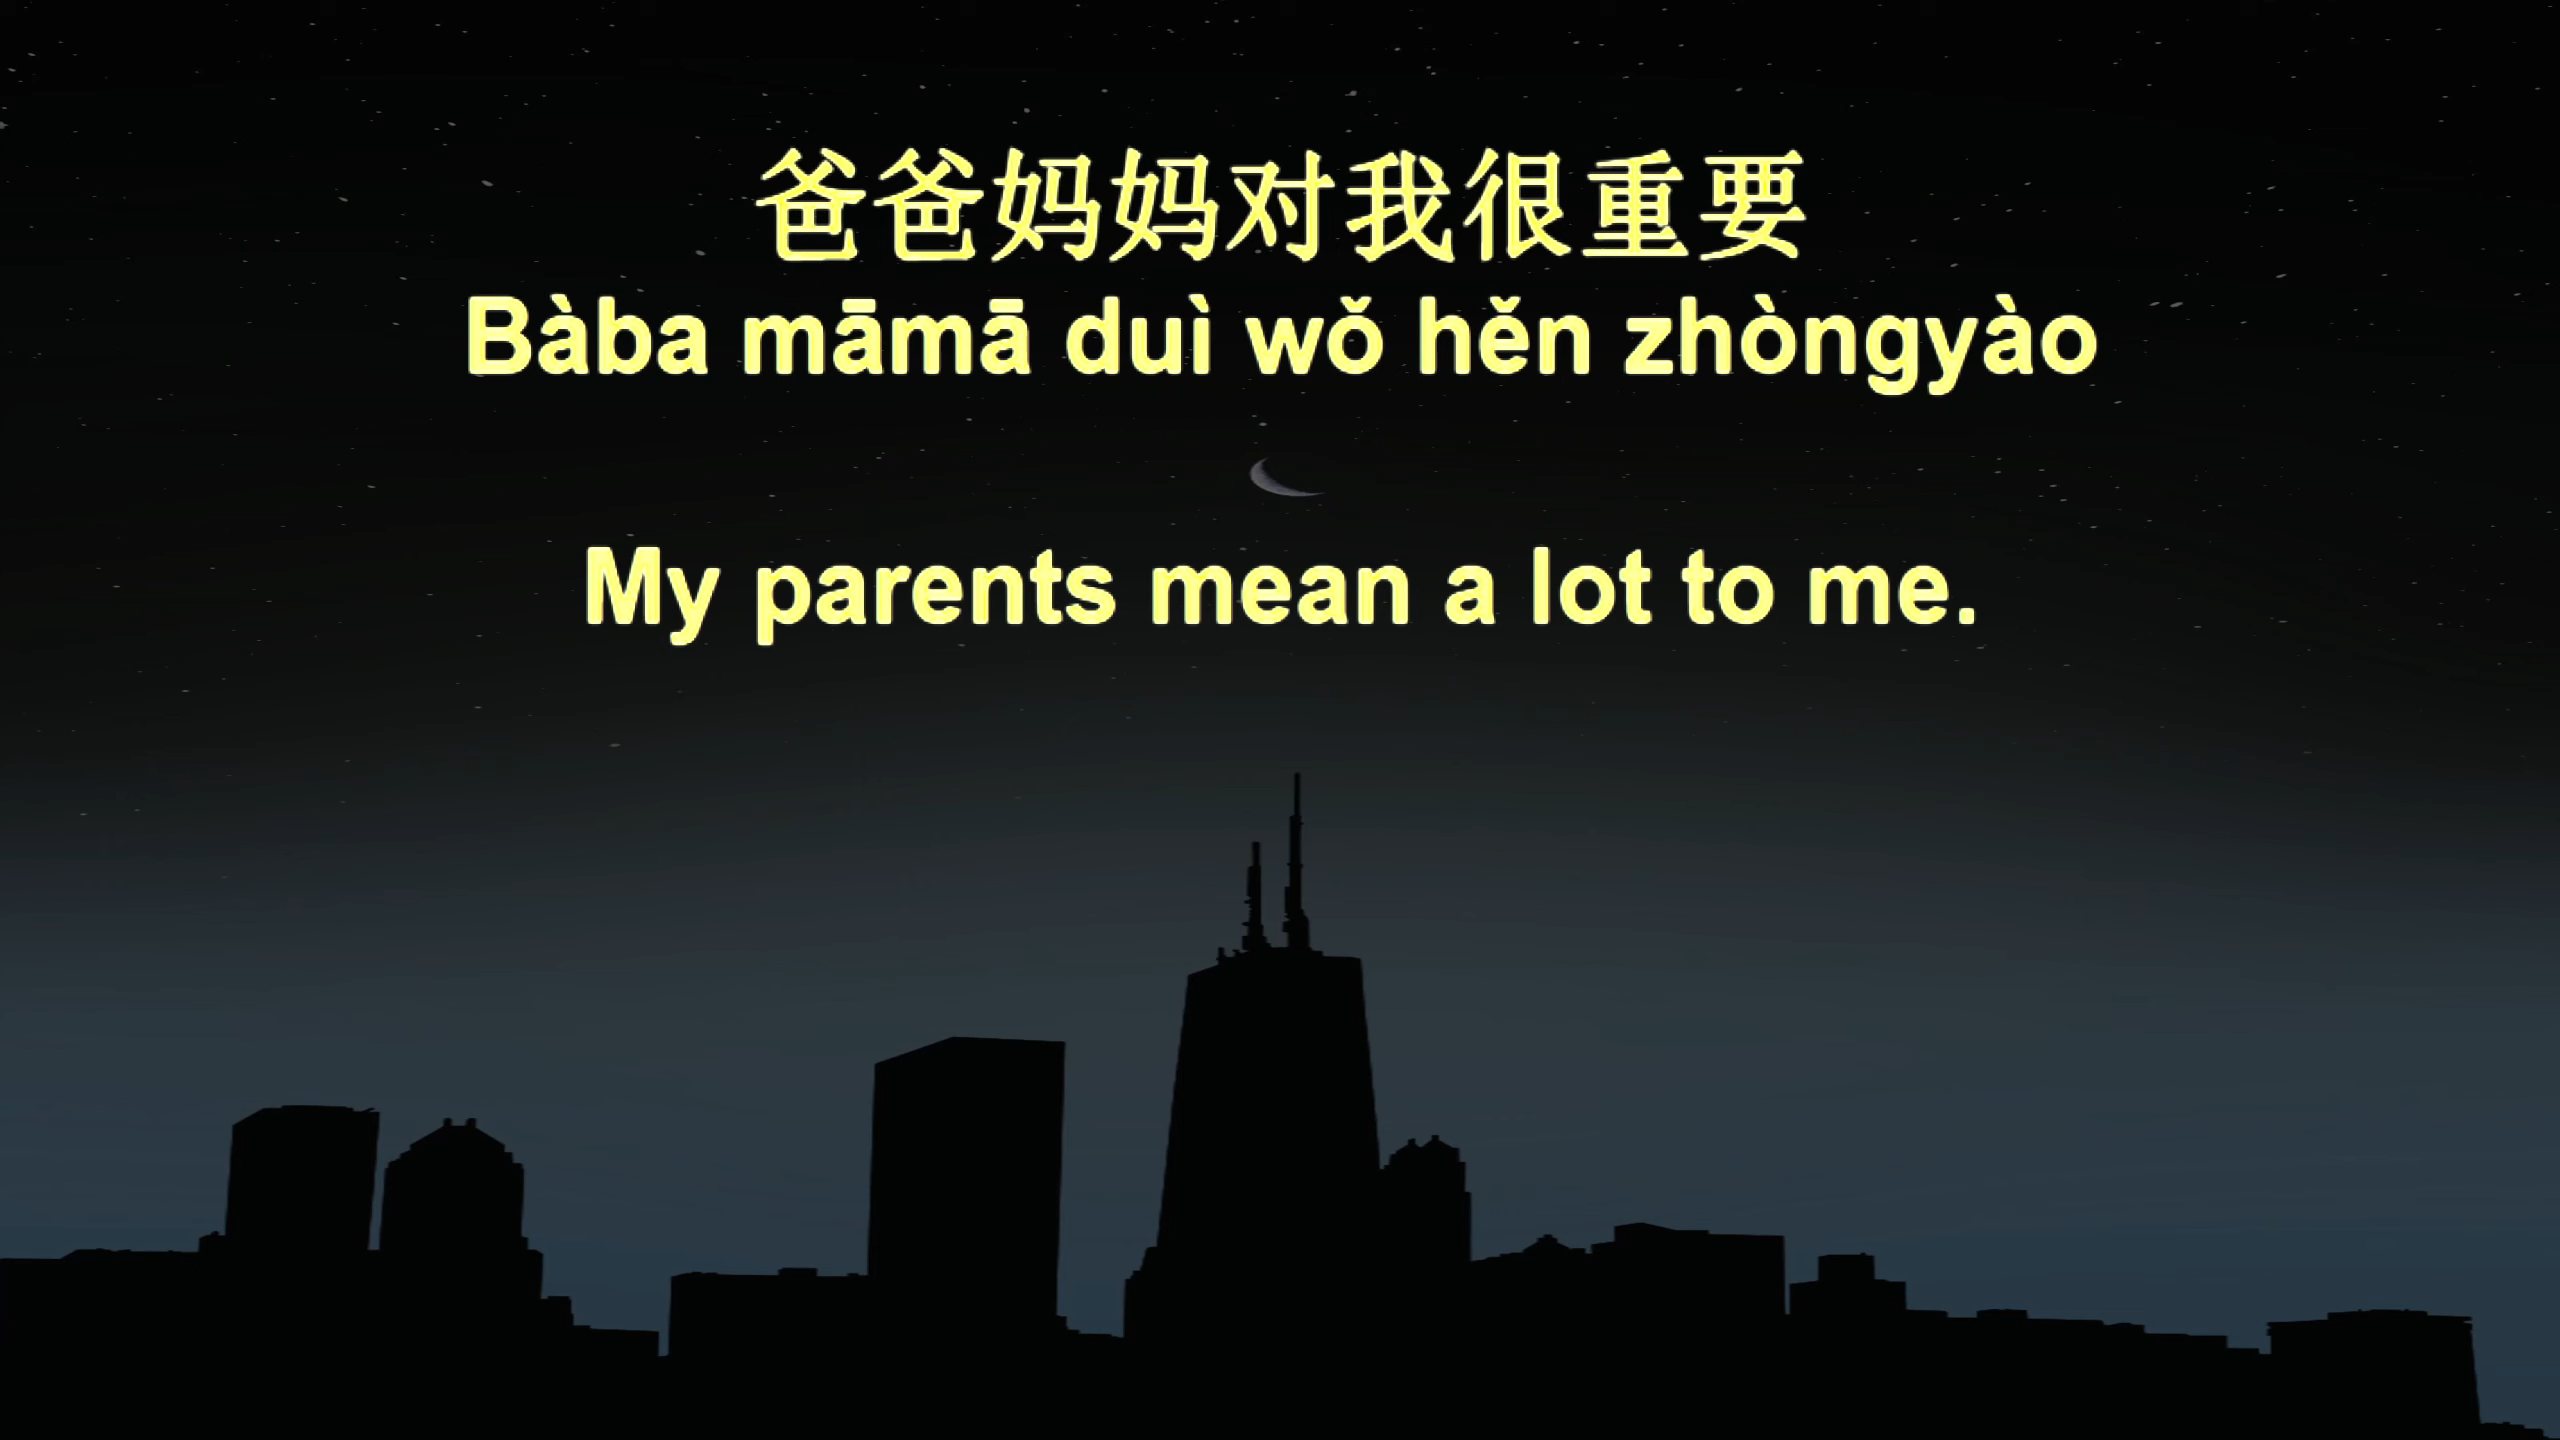 爸爸妈妈对我很重要
Bàba māmā duì wǒ hěn zhòngyào
My parents mean a lot to me.